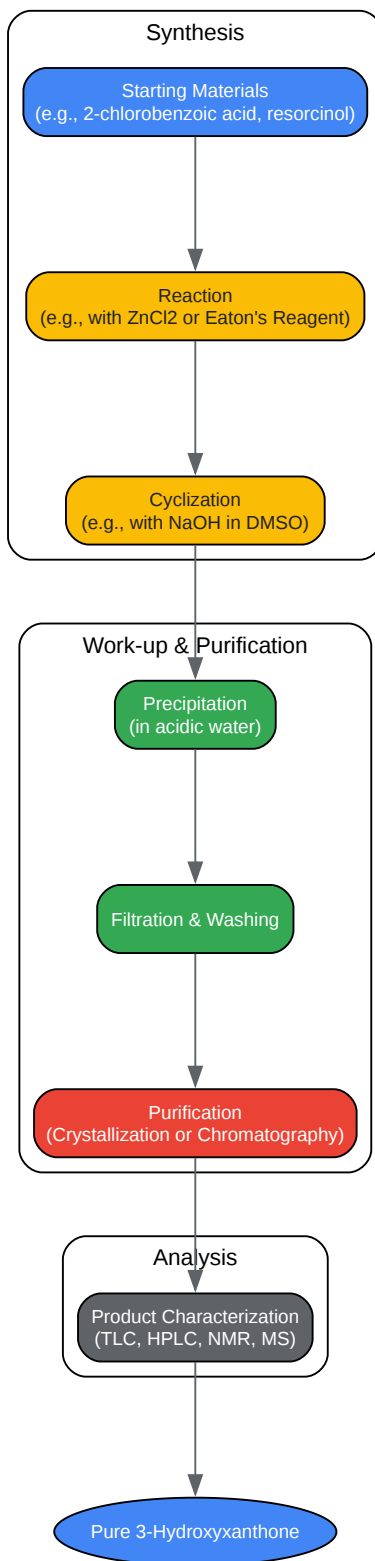 Synthesis
Starting Materials
(e.g., 2-chlorobenzoic acid, resorcinol)
Reaction
(e.g., with ZnCl2 or Eaton's Reagent)
Cyclization
(e.g., with NaOH in DMSO)
Work-up & Purification
Precipitation
(in acidic water)
Filtration & Washing
Purification
(Crystallization or Chromatography)
Analysis
Product Characterization
(TLC, HPLC, NMR, MS)
Pure 3-Hydroxyxanthone